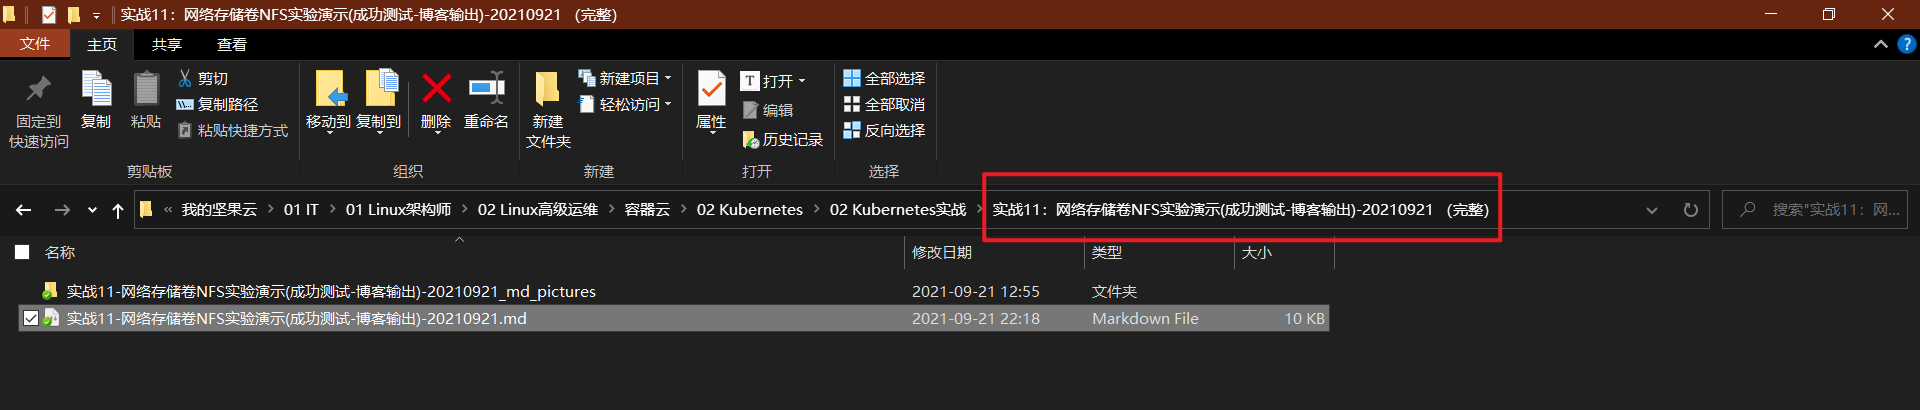 实战11：网络存储卷NFS实验演示(成功测试-博客输出)-20210921 （完整）
文件 主页 共享 查看
固定到
快速访问
复制
粘贴
剪切
复制路径
粘贴快捷方式
剪贴板
移动到
复制到
删除
重命名
组织
新建
文件夹
新建项目
轻松访问
新建
属性
打开
编辑
历史记录
打开
全部选择
全部取消
反向选择
选择
« 我的坚果云 > 01 IT > 01 Linux架构师 > 02 Linux高级运维 > 容器云 > 02 Kubernetes > 02 Kubernetes实战 > 实战11：网络存储卷NFS实验演示(成功测试-博客输出)-20210921 （完整）
搜索"实战11：网...
名称 修改日期 类型 大小
实战11-网络存储卷NFS实验演示(成功测试-博客输出)-20210921_md_pictures 2021-09-21 12:55 文件夹
实战11-网络存储卷NFS实验演示(成功测试-博客输出)-20210921.md 2021-09-21 22:18 Markdown File 10 KB